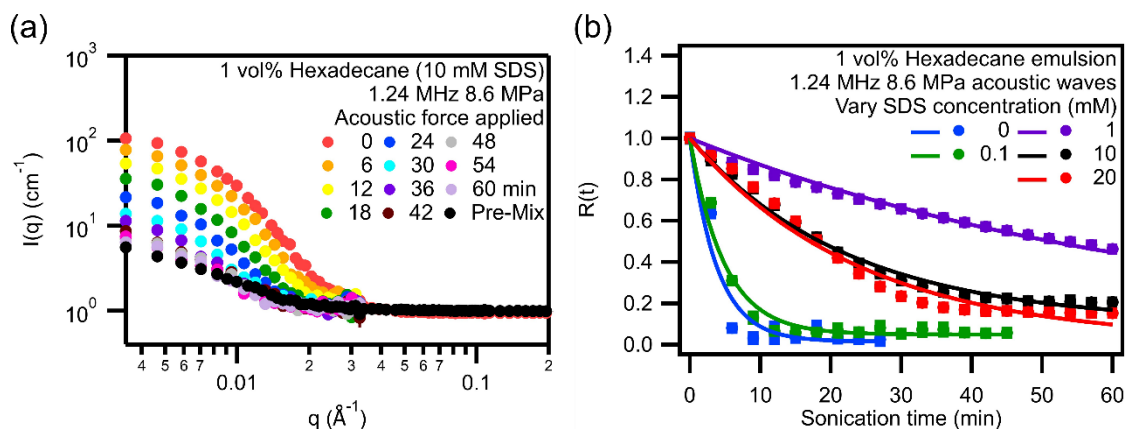 (a)
I(q) (cm⁻¹)
10³
10²
10¹
10⁰
1 vol% Hexadecane (10 mM SDS)
1.24 MHz 8.6 MPa
Acoustic force applied
0 24 48
6 30 54
12 36 60 min
18 42 Pre-Mix
4 5 6 7 2 3 4 5 6 7 2
0.01 0.1
q (Å⁻¹)
(b)
R(t)
1.4
1.2
1.0
0.8
0.6
0.4
0.2
0.0
1 vol% Hexadecane emulsion
1.24 MHz 8.6 MPa acoustic waves
Vary SDS concentration (mM)
0 1
0.1 10
20
0 10 20 30 40 50 60
Sonication time (min)